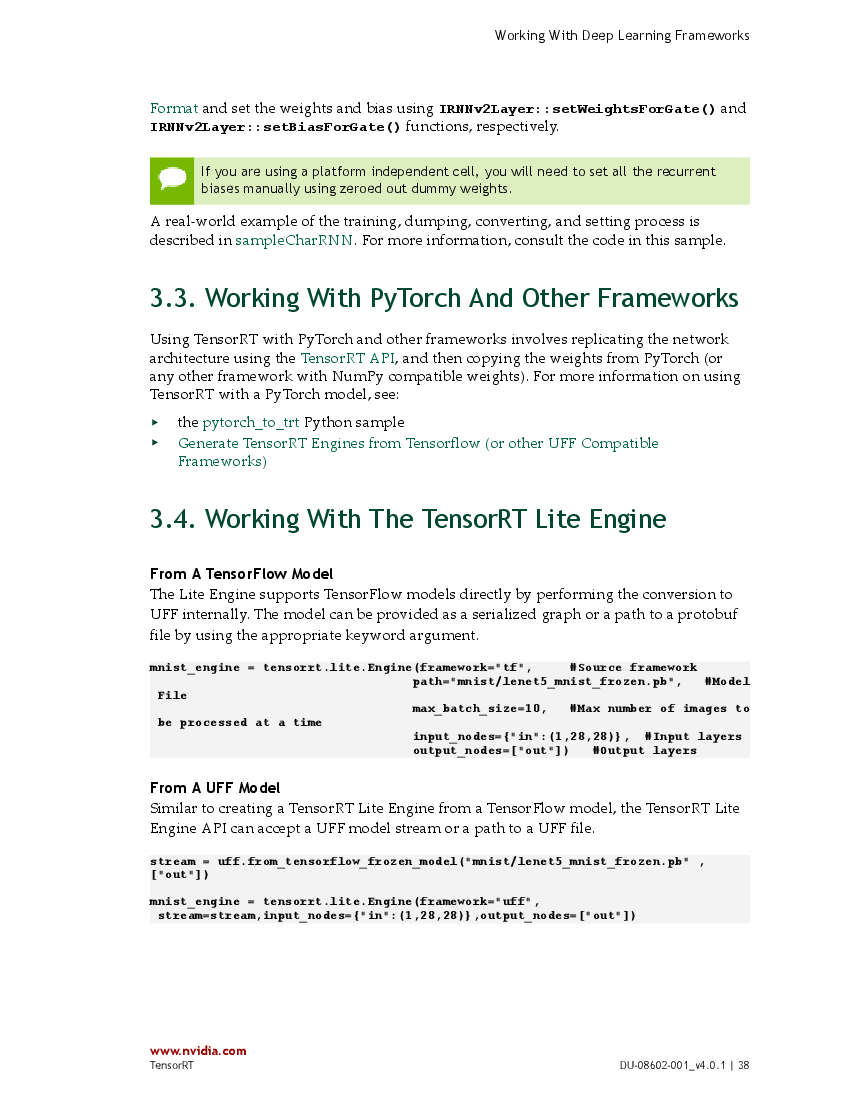 Working With Deep Learning Frameworks
Format and set the weights and bias using IRNNv2Layer::setWeightsForGate() and
IRNNv2Layer::setBiasForGate() functions, respectively.
If you are using a platform independent cell, you will need to set all the recurrent
biases manually using zeroed out dummy weights.
A real-world example of the training, dumping, converting, and setting process is
described in sampleCharRNN. For more information, consult the code in this sample.
3.3. Working With PyTorch And Other Frameworks
Using TensorRT with PyTorch and other frameworks involves replicating the network
architecture using the TensorRT API, and then copying the weights from PyTorch (or
any other framework with NumPy compatible weights). For more information on using
TensorRT with a PyTorch model, see:
‣ the pytorch_to_trt Python sample
‣ Generate TensorRT Engines from Tensorflow (or other UFF Compatible
Frameworks)
3.4. Working With The TensorRT Lite Engine
From A TensorFlow Model
The Lite Engine supports TensorFlow models directly by performing the conversion to
UFF internally. The model can be provided as a serialized graph or a path to a protobuf
file by using the appropriate keyword argument.
mnist_engine = tensorrt.lite.Engine(framework="tf",     #Source framework
                                   path="mnist/lenet5_mnist_frozen.pb",   #Model
 File
                                   max_batch_size=10,   #Max number of images to
 be processed at a time
                                   input_nodes={"in":(1,28,28)},  #Input layers
                                   output_nodes=["out"])   #Output layers
From A UFF Model
Similar to creating a TensorRT Lite Engine from a TensorFlow model, the TensorRT Lite
Engine API can accept a UFF model stream or a path to a UFF file.
stream = uff.from_tensorflow_frozen_model("mnist/lenet5_mnist_frozen.pb" ,
["out"])
mnist_engine = tensorrt.lite.Engine(framework="uff",
 stream=stream,input_nodes={"in":(1,28,28)},output_nodes=["out"])
www.nvidia.com
TensorRT DU-08602-001_v4.0.1 | 38